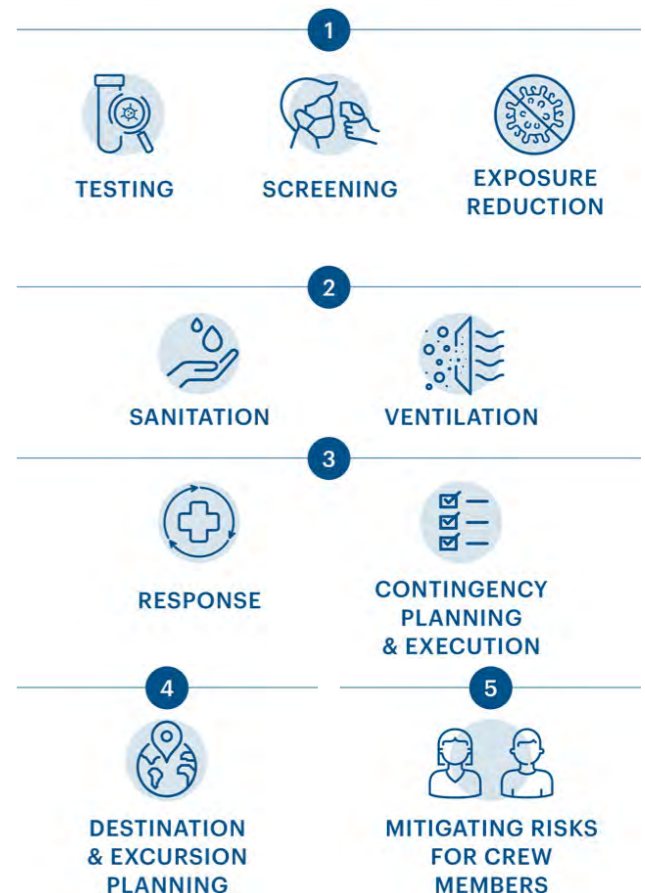 1
TESTING
SCREENING
EXPOSURE
REDUCTION
2
SANITATION
VENTILATION
3
RESPONSE
CONTINGENCY
PLANNING
& EXECUTION
4
DESTINATION
& EXCURSION
PLANNING
5
MITIGATING RISKS
FOR CREW
MEMBERS